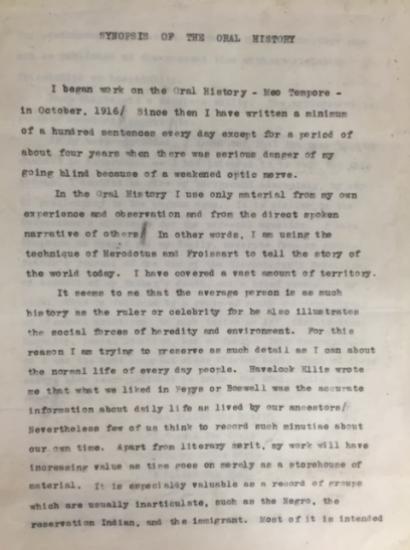 SYNOPSIS OF THE ORAL HISTORY
I began work on the Oral History - Meo Tempore -
in October, 1916/ Since then I have written a minimum
of a hundred sentences every day except for a period of
about four years when there was serious danger of my
going blind because of a weakened optic nerve.
In the Oral History I use only material from my own
experience and observation and from the direct spoken
narrative of others/ In other words, I am using the
technique of Herodotus and Froissart to tell the story of
the world today. I have covered a vast amount of territory.
It seems to me that the average person is as much
history as the ruler or celebrity for he also illustrates
the social forces of heredity and environment. For this
reason I am trying to preserve as much detail as I can about
the normal life of every day people. Havelock Ellis wrote
me that what we liked in Pepys or Boswell was the accurate
information about daily life as lived by our ancestors/
Nevertheless few of us think to record such minutiae about
our own time. Apart from literary merit, my work will have
increasing value as time goes on merely as a storehouse of
material. It is especialy valuable as a record of groups
which are usually inarticulate, such as the Negro, the
reservation Indian, and the immigrant. Most of it is intended